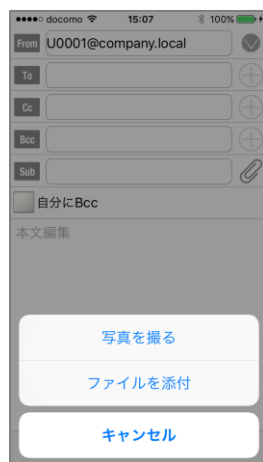 docomo 15:07 100%
From U0001@company.local
To
Cc
Bcc
Sub
自分にBcc
本文編集
写真を撮る
ファイルを添付
キャンセル